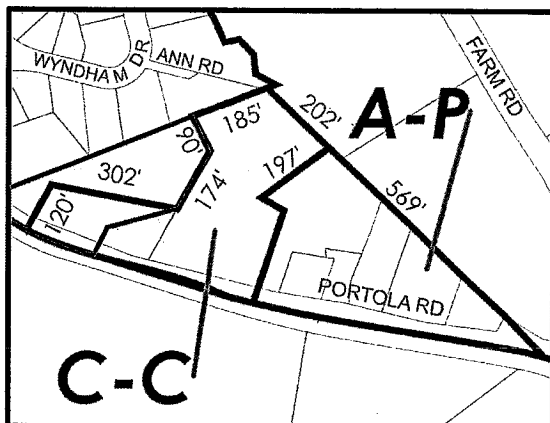 WYNDHAM DR
ANN RD
FARM RD
A-P
185'
202'
90'
197'
302'
174'
569'
120'
PORTOLA RD
C-C